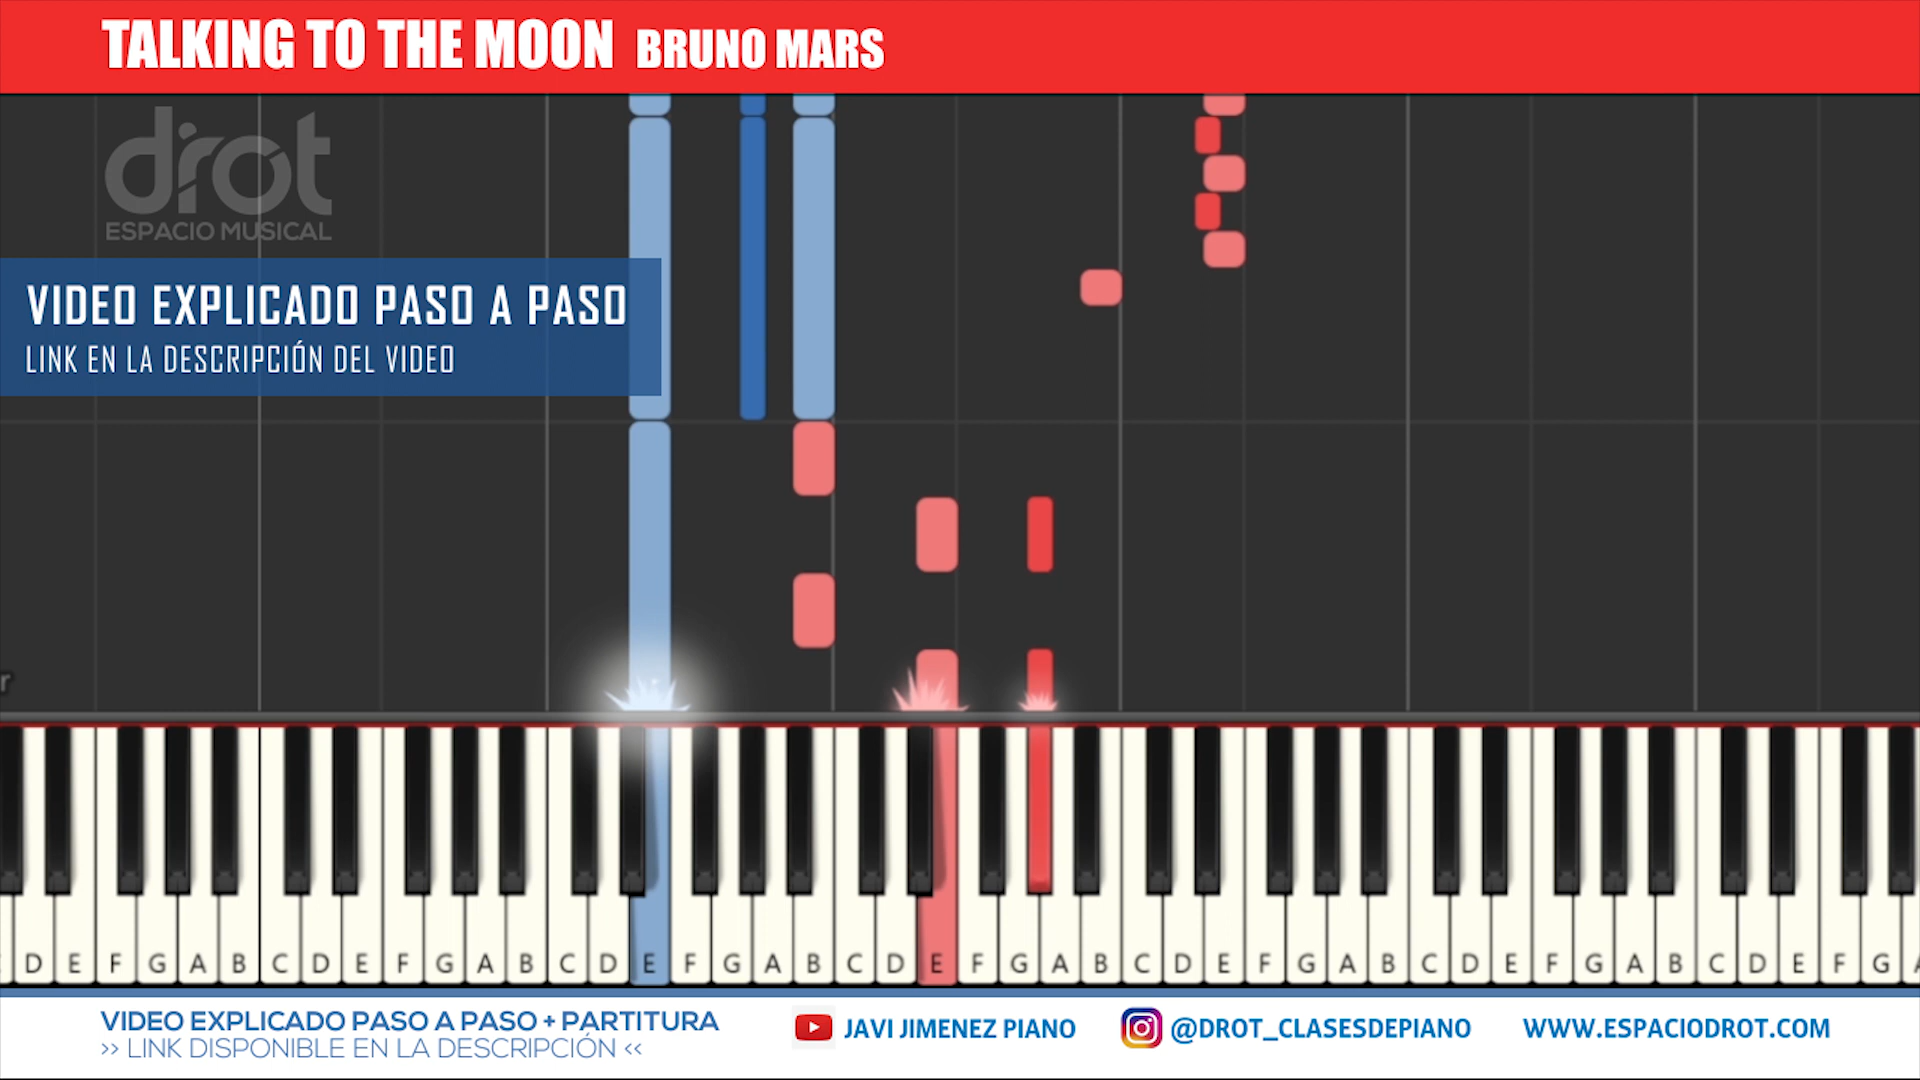 TALKING TO THE MOON BRUNO MARS
drot
ESPACIO MUSICAL
VIDEO EXPLICADO PASO A PASO
LINK EN LA DESCRIPCIÓN DEL VIDEO
r
D E F G A B C D E F G A B C D E F G A B C D E F G A B C D E F G A B C D E F G A B C D E F G
VIDEO EXPLICADO PASO A PASO + PARTITURA
>> LINK DISPONIBLE EN LA DESCRIPCIÓN <<
JAVI JIMENEZ PIANO
@DROT_CLASESDEPIANO
WWW.ESPACIODROT.COM